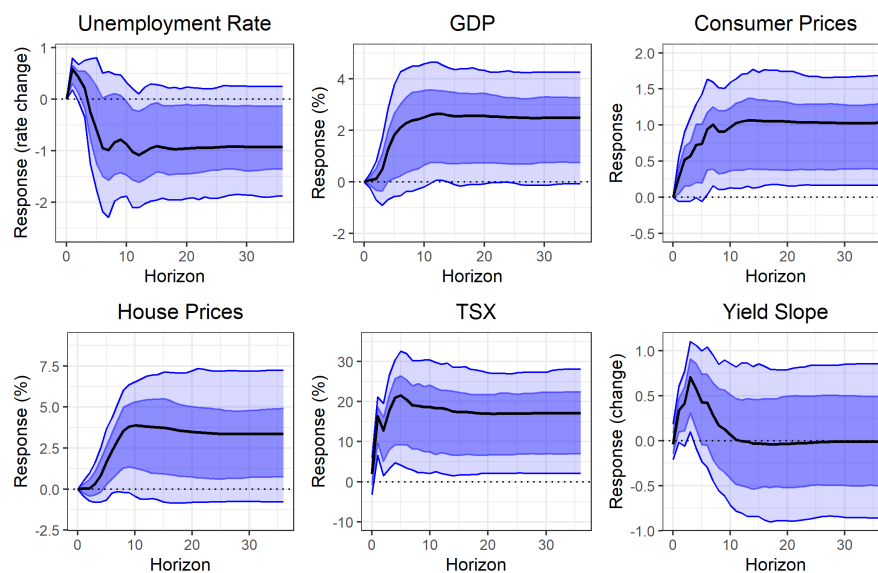 Unemployment Rate
GDP
Consumer Prices
Response (rate change)
1
0
-1
-2
0
10
20
30
Horizon
Response (%)
4
2
0
-2
0
10
20
30
Horizon
Response
2.0
1.5
1.0
0.5
0.0
-0.5
0
10
20
30
Horizon
House Prices
TSX
Yield Slope
Response (%)
7.5
5.0
2.5
0.0
-2.5
0
10
20
30
Horizon
Response (%)
30
20
10
0
-10
0
10
20
30
Horizon
Response (change)
1.0
0.5
0.0
-0.5
-1.0
0
10
20
30
Horizon